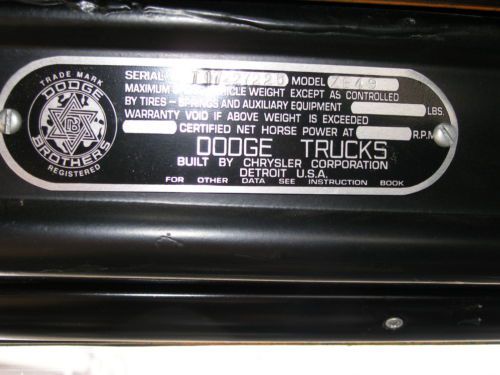 TRADE MARK
DODGE
DB
BROTHERS
REGISTERED
SERIAL MODEL
MAXIMUM VEHICLE WEIGHT EXCEPT AS CONTROLLED
BY TIRES - SPRINGS AND AUXILIARY EQUIPMENT LBS.
WARRANTY VOID IF ABOVE WEIGHT IS EXCEEDED
CERTIFIED NET HORSE POWER AT R.P.M.
DODGE TRUCKS
BUILT BY CHRYSLER CORPORATION
DETROIT U.S.A.
FOR OTHER DATA SEE INSTRUCTION BOOK